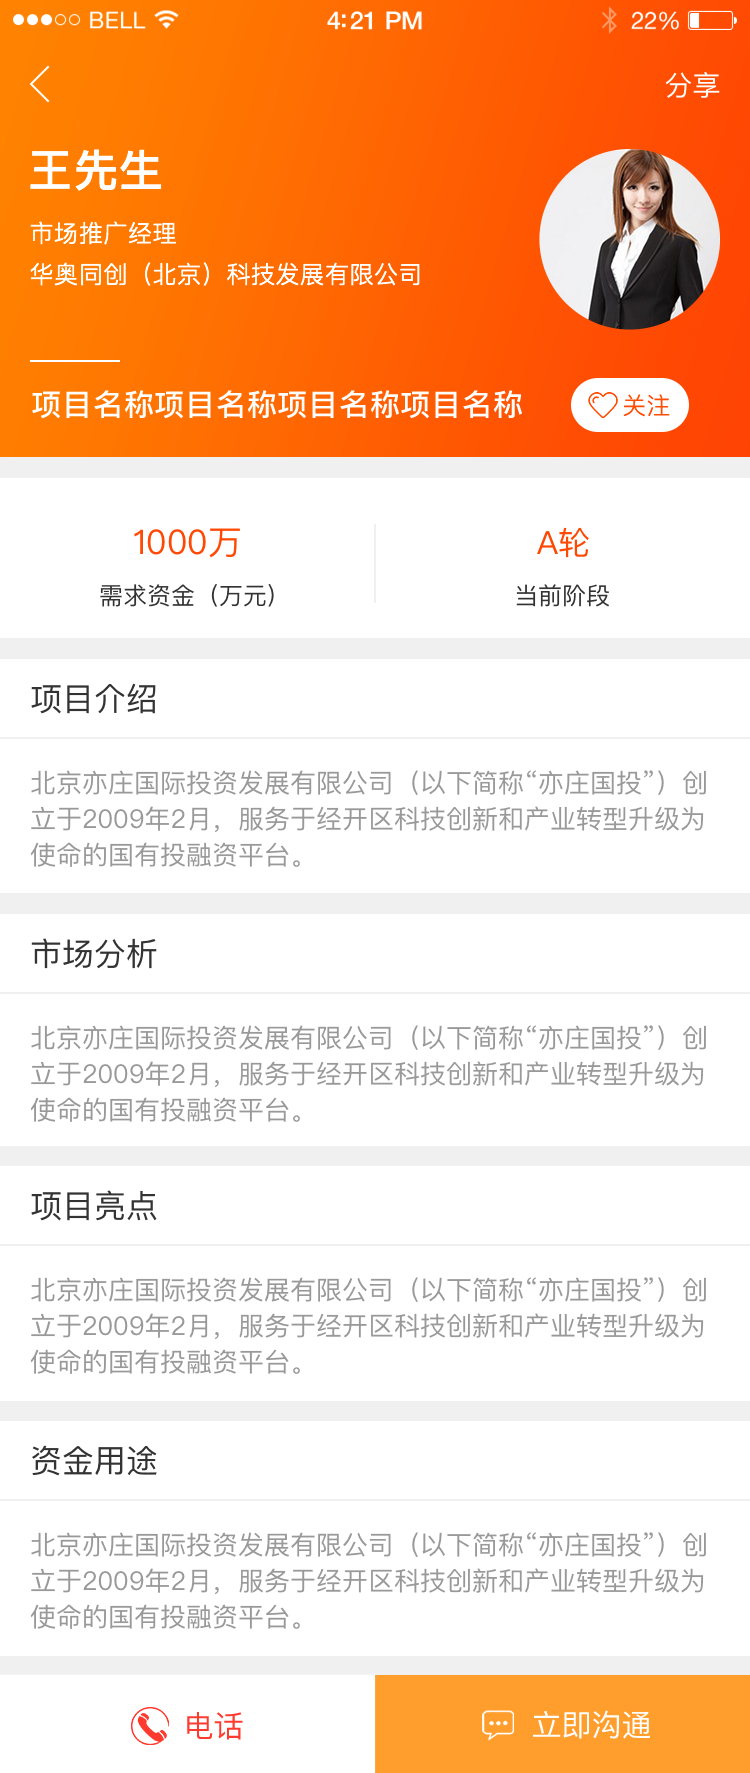 BELL 4:21 PM 22%
分享
王先生
市场推广经理
华奥同创（北京）科技发展有限公司
项目名称项目名称项目名称项目名称
关注
1000万
A轮
需求资金（万元）
当前阶段
项目介绍
北京亦庄国际投资发展有限公司（以下简称“亦庄国投”）创
立于2009年2月，服务于经开区科技创新和产业转型升级为
使命的国有投融资平台。
市场分析
北京亦庄国际投资发展有限公司（以下简称“亦庄国投”）创
立于2009年2月，服务于经开区科技创新和产业转型升级为
使命的国有投融资平台。
项目亮点
北京亦庄国际投资发展有限公司（以下简称“亦庄国投”）创
立于2009年2月，服务于经开区科技创新和产业转型升级为
使命的国有投融资平台。
资金用途
北京亦庄国际投资发展有限公司（以下简称“亦庄国投”）创
立于2009年2月，服务于经开区科技创新和产业转型升级为
使命的国有投融资平台。
电话
立即沟通